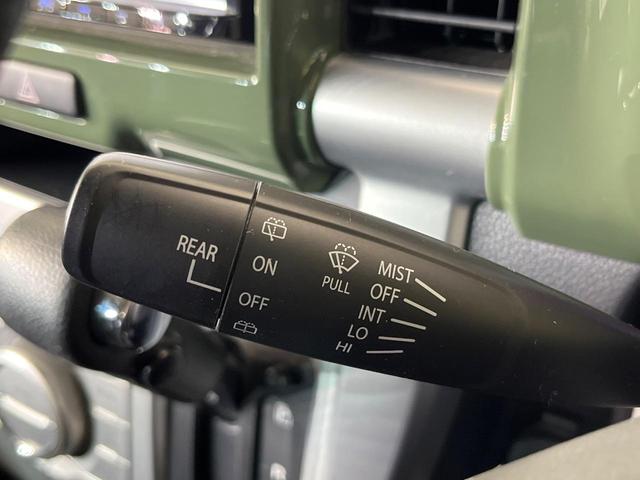 REAR
ON
OFF
PULL
MIST
OFF
INT
LO
HI